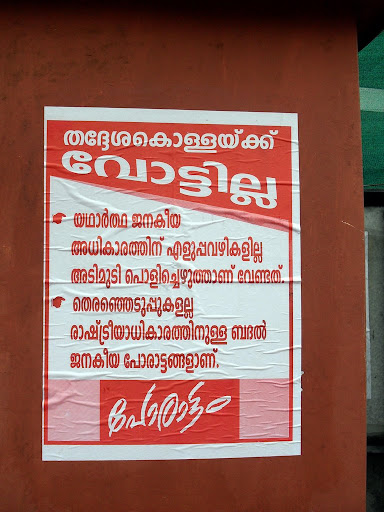 തദ്ദേശകൊള്ളയ്ക്ക്
വോട്ടില്ല
യഥാർത്ഥ ജനകീയ
അധികാരത്തിന് എളുപ്പവഴികളില്ല
അടിമുടി പൊളിച്ചെഴുത്താണ് വേണ്ടത്.
തെരഞ്ഞെടുപ്പുകളല്ല
രാഷ്ട്രീയാധികാരത്തിനുള്ള ബദൽ
ജനകീയ പോരാട്ടങ്ങളാണ്.
പോരാട്ടം